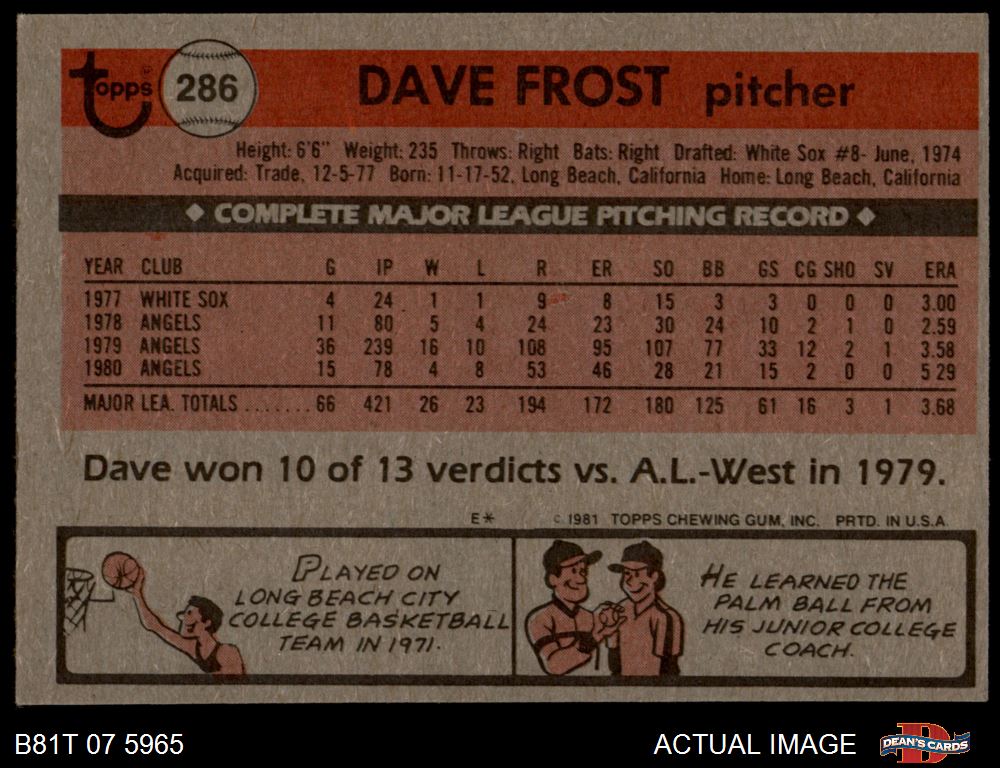 topps® 286 DAVE FROST pitcher
Height: 6'6" Weight: 235 Throws: Right Bats: Right Drafted: White Sox #8- June, 1974
Acquired: Trade, 12-5-77 Born: 11-17-52, Long Beach, California Home: Long Beach, California
◆ COMPLETE MAJOR LEAGUE PITCHING RECORD ◆
YEAR CLUB G IP W L R ER SO BB GS CG SHO SV ERA
1977 WHITE SOX 4 24 1 1 9 8 15 3 3 0 0 0 3.00
1978 ANGELS 11 80 5 4 24 23 30 24 10 2 1 0 2.59
1979 ANGELS 36 239 16 10 108 95 107 77 33 12 2 1 3.58
1980 ANGELS 15 78 4 8 53 46 28 21 15 2 0 0 5 29
MAJOR LEA. TOTALS ....... 66 421 26 23 194 172 180 125 61 16 3 1 3.68
Dave won 10 of 13 verdicts vs. A.L.-West in 1979.
E* © 1981 TOPPS CHEWING GUM, INC. PRTD. IN U.S.A.
PLAYED ON
LONG BEACH CITY
COLLEGE BASKETBALL
TEAM IN 1971.
HE LEARNED THE
PALM BALL FROM
HIS JUNIOR COLLEGE
COACH.
B81T 07 5965 ACTUAL IMAGE DEAN'S CARDS